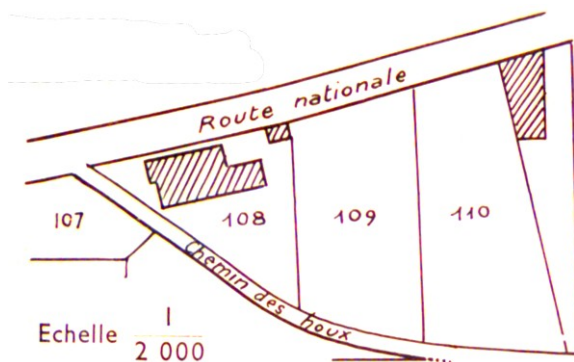 Route nationale
107
108
109
110
Chemin des houx
Echelle 1
2 000